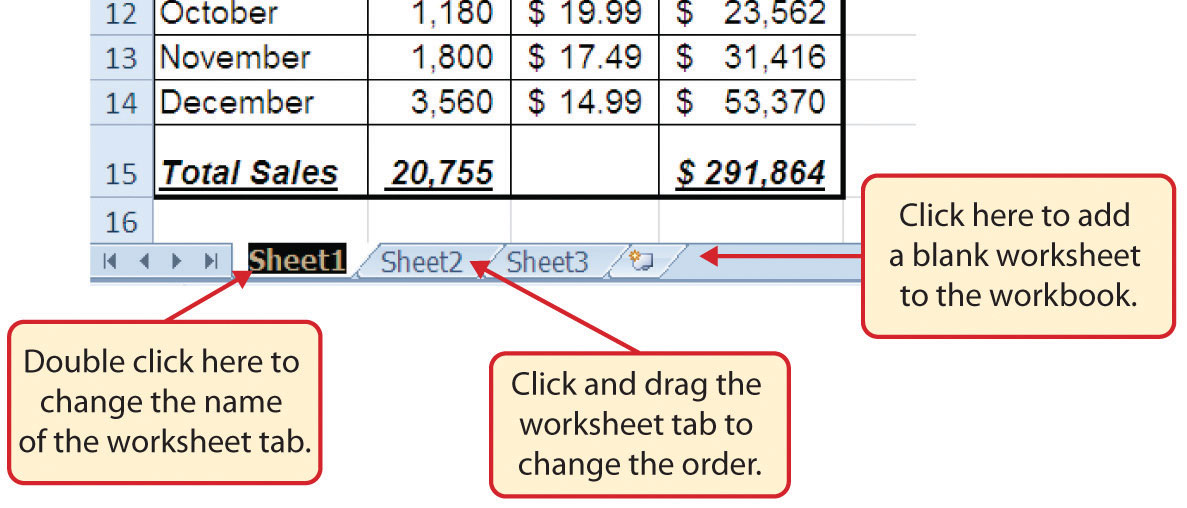 12 October 1,180 $ 19.99 $ 23,562
13 November 1,800 $ 17.49 $ 31,416
14 December 3,560 $ 14.99 $ 53,370
15 Total Sales 20,755 $ 291,864
16
Sheet1 Sheet2 Sheet3
Click here to add
a blank worksheet
to the workbook.
Double click here to
change the name
of the worksheet tab.
Click and drag the
worksheet tab to
change the order.